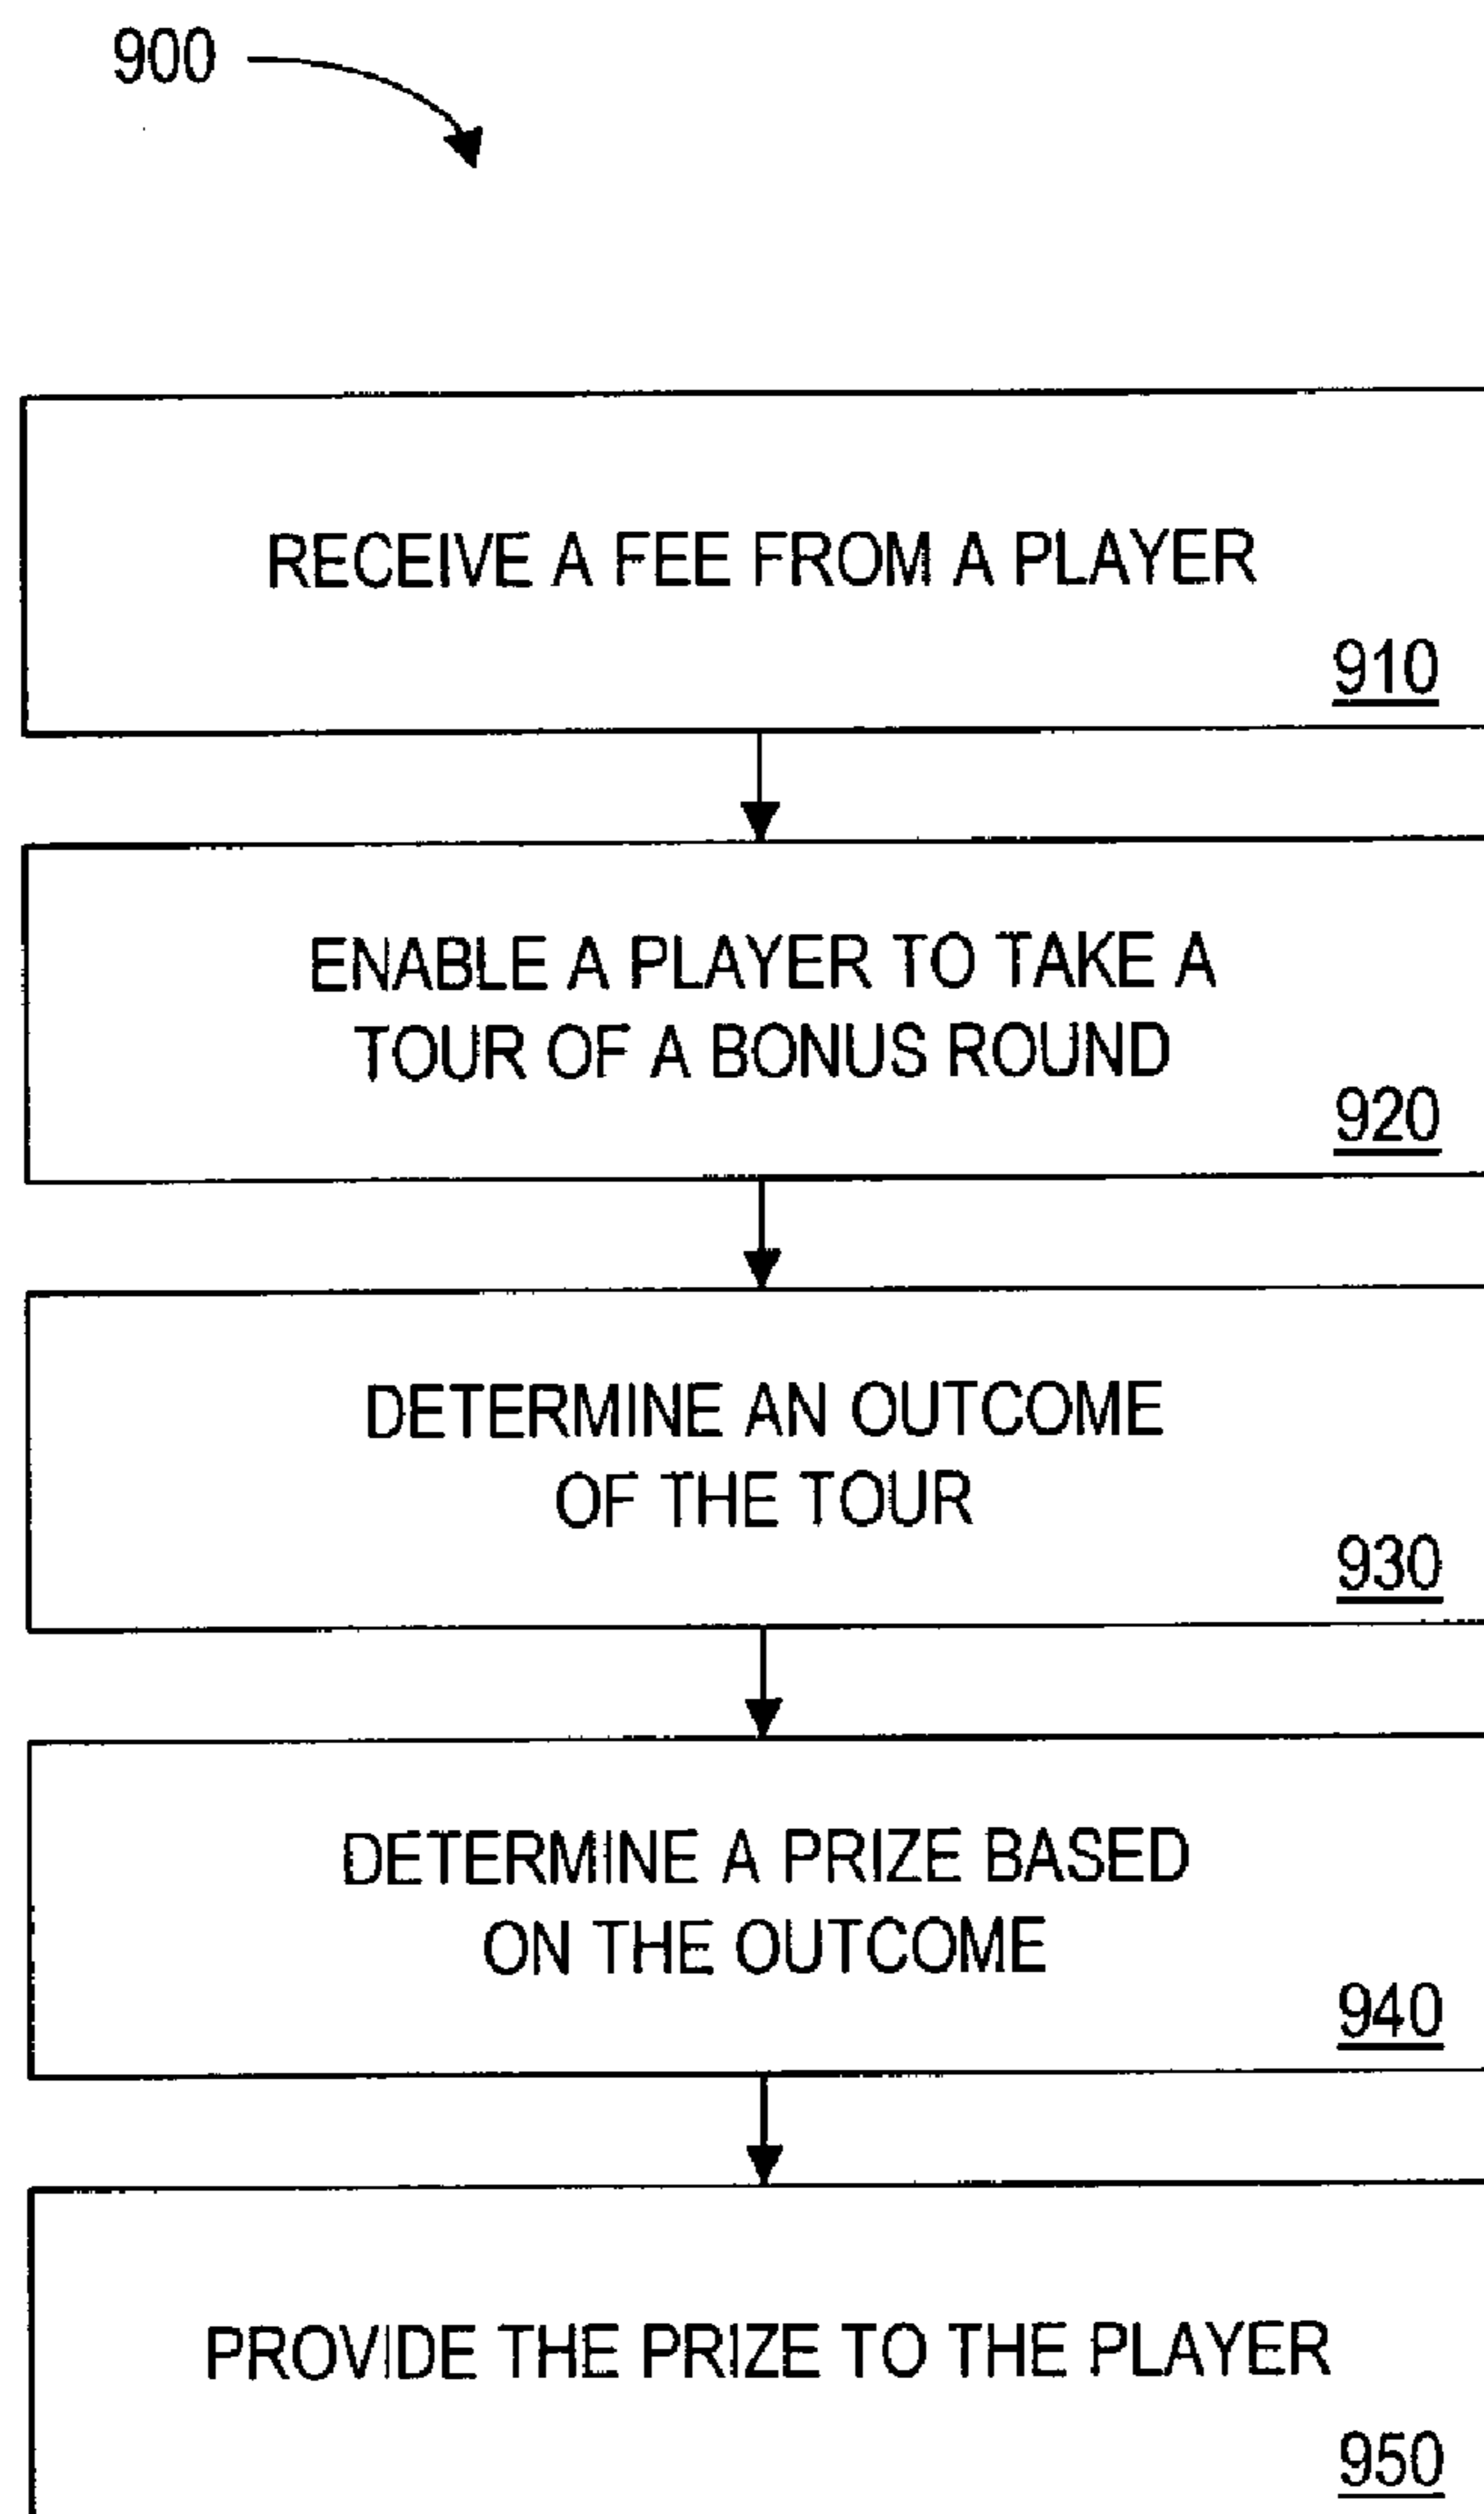 900
RECEIVE A FEE FROM A PLAYER
910
ENABLE A PLAYER TO TAKE A
TOUR OF A BONUS ROUND
920
DETERMINE AN OUTCOME
OF THE TOUR
930
DETERMINE A PRIZE BASED
ON THE OUTCOME
940
PROVIDE THE PRIZE TO THE PLAYER
950